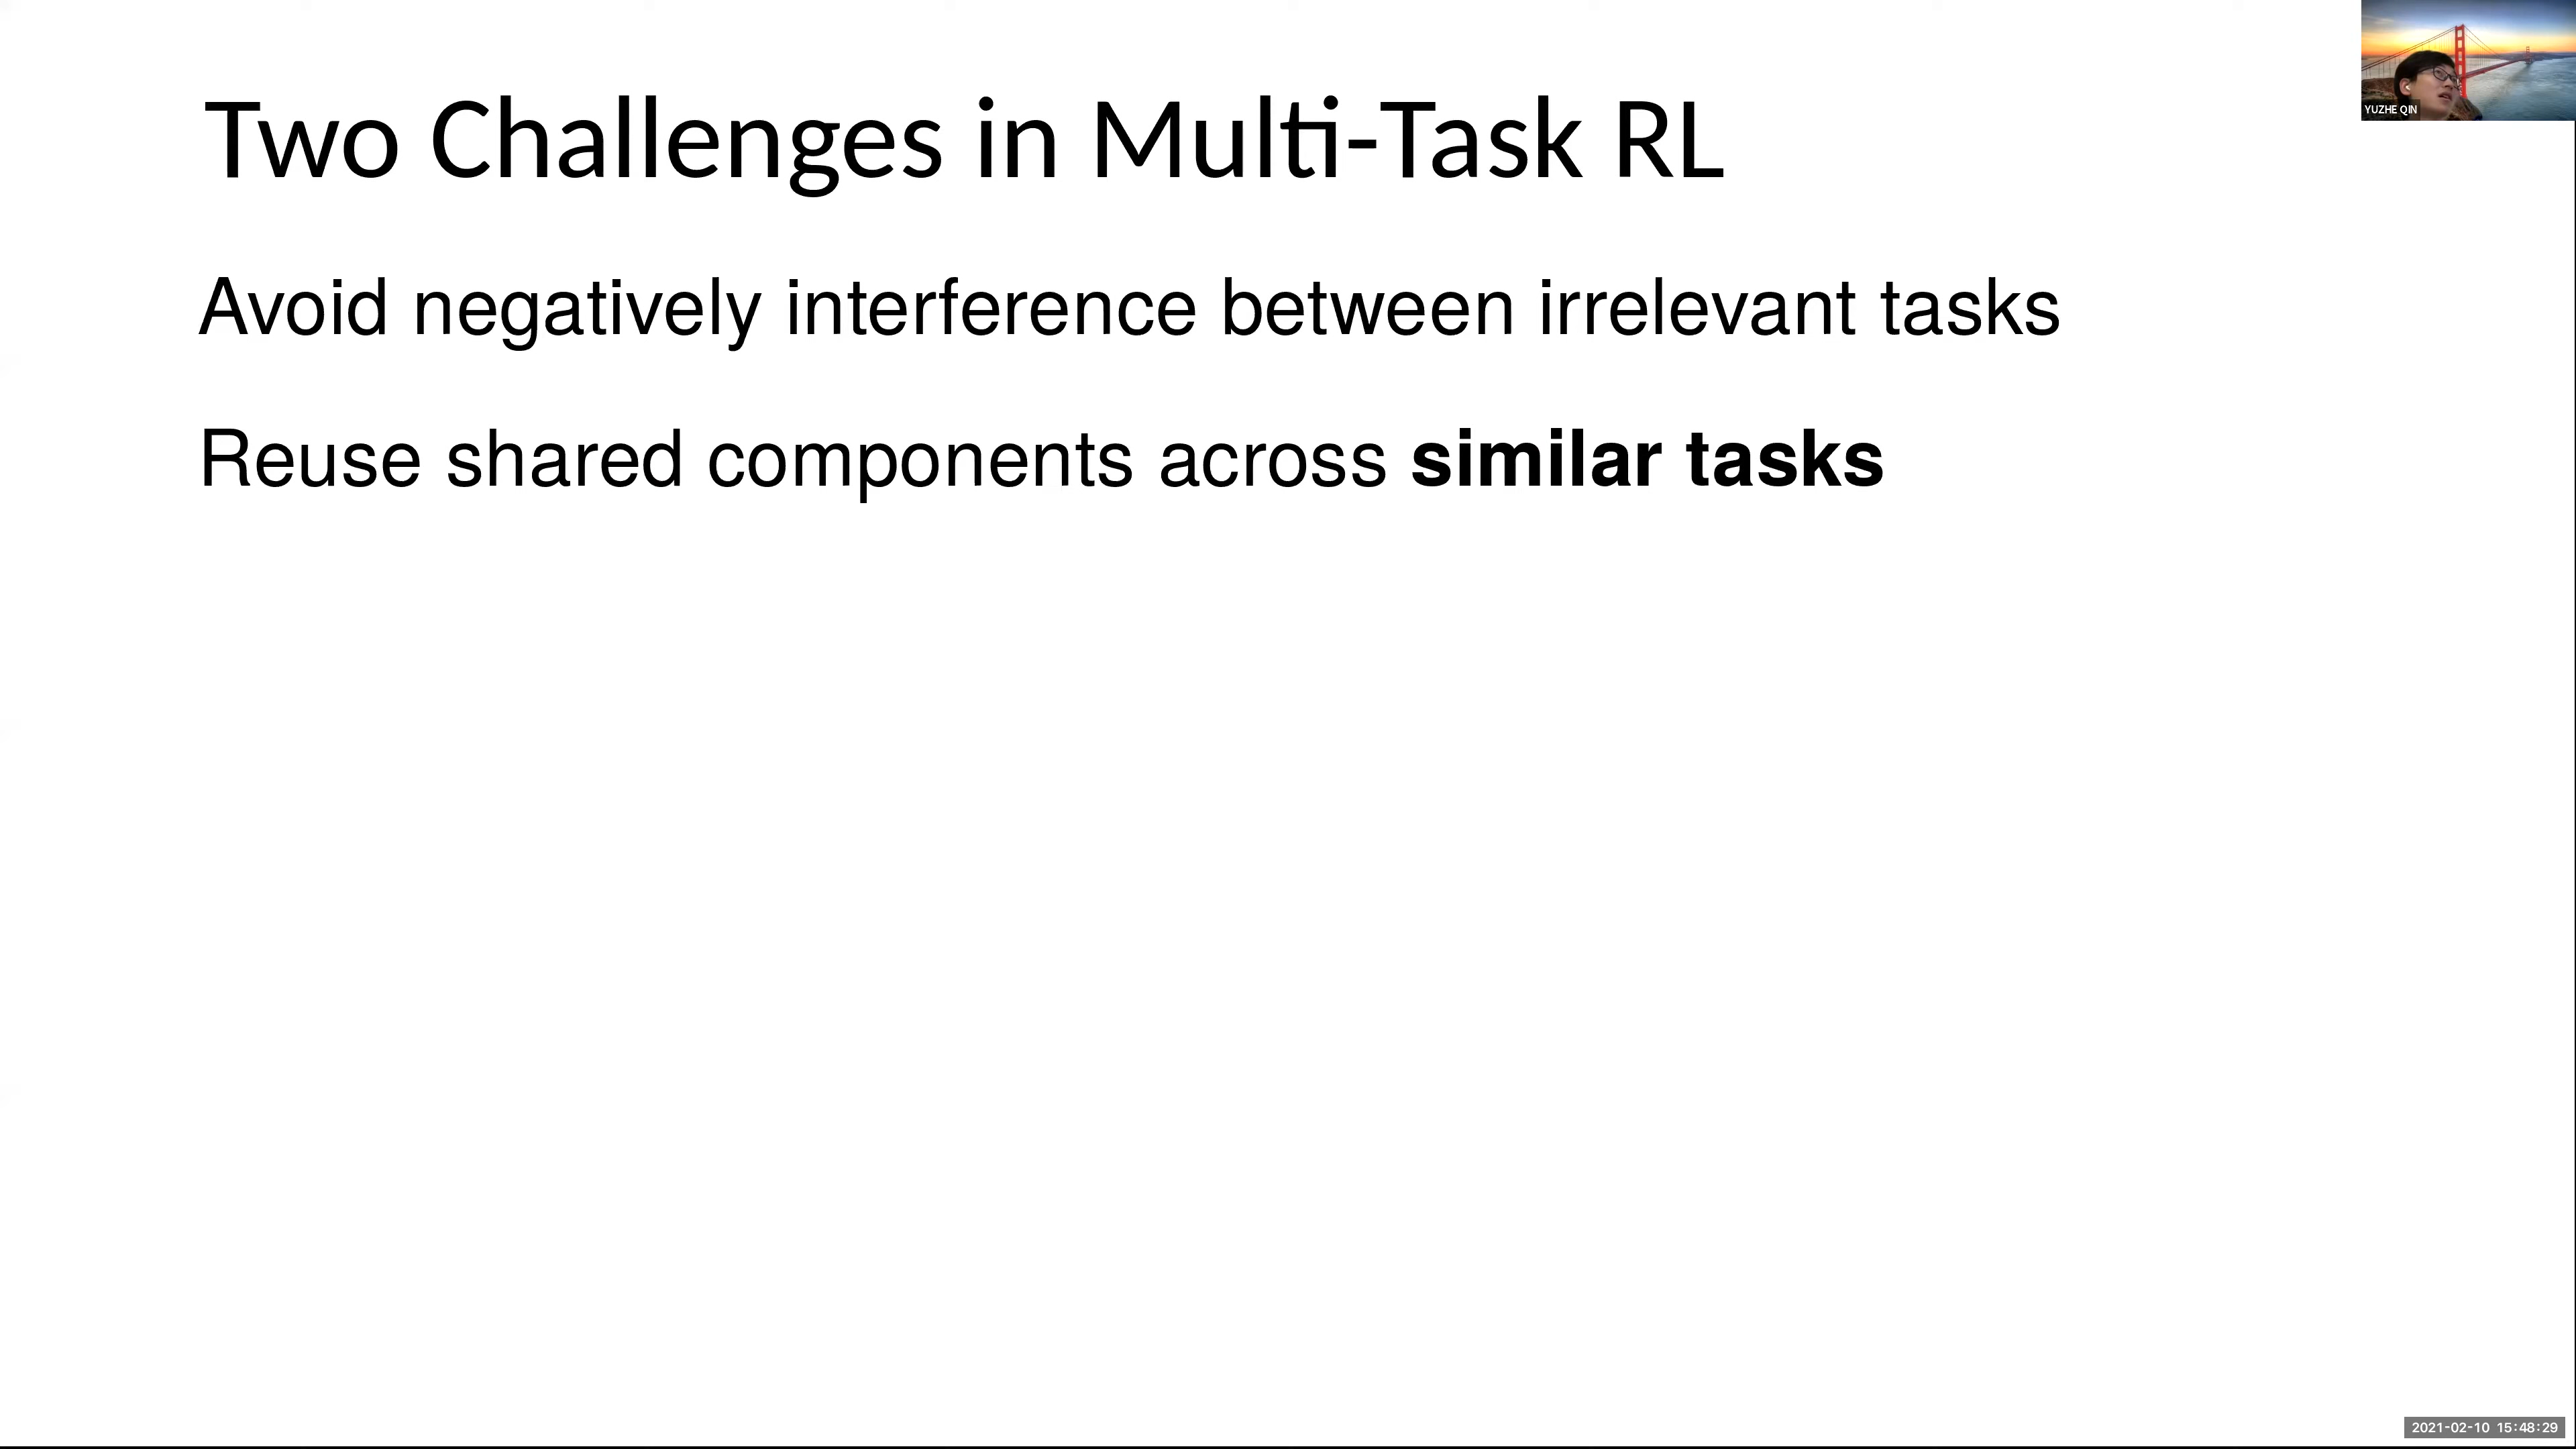 YUZHE QIN
Two Challenges in Multi-Task RL
Avoid negatively interference between irrelevant tasks
Reuse shared components across similar tasks
2021-02-10 15:48:29